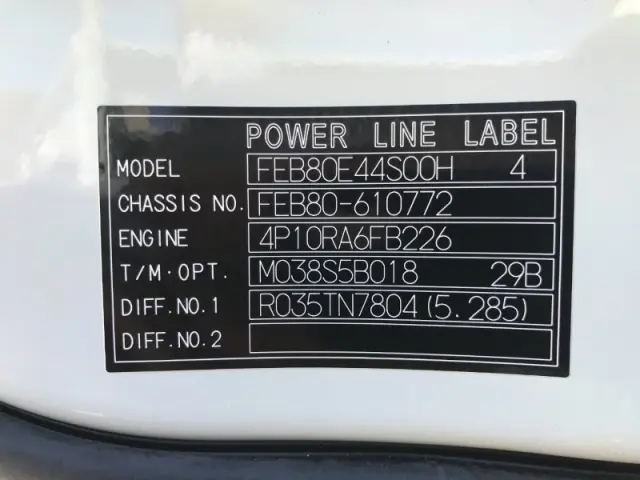 POWER LINE LABEL
MODEL FEB80E44S00H 4
CHASSIS NO. FEB80-610772
ENGINE 4P10RA6FB226
T/M·OPT. M038S5B018 29B
DIFF.NO.1 R035TN7804(5.285)
DIFF.NO.2